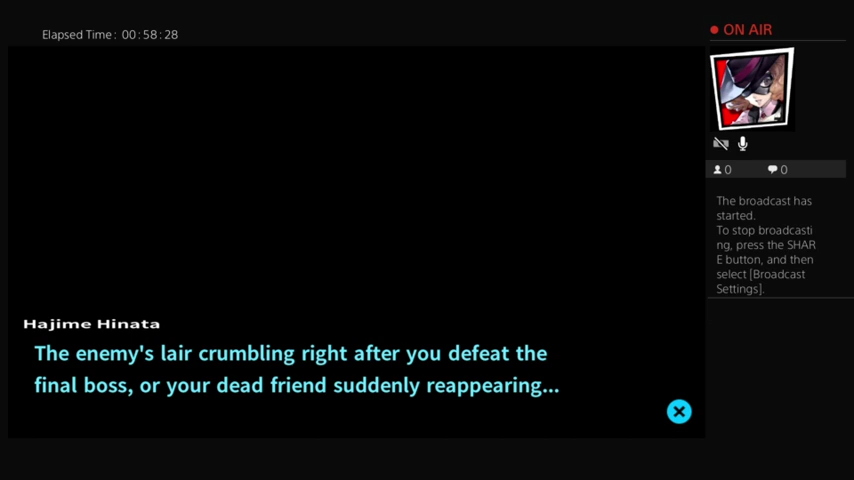 Elapsed Time: 00:58:28
ON AIR
0 0
The broadcast has
started.
To stop broadcasti
ng, press the SHAR
E button, and then
select [Broadcast
Settings].
Hajime Hinata
The enemy's lair crumbling right after you defeat the
final boss, or your dead friend suddenly reappearing...